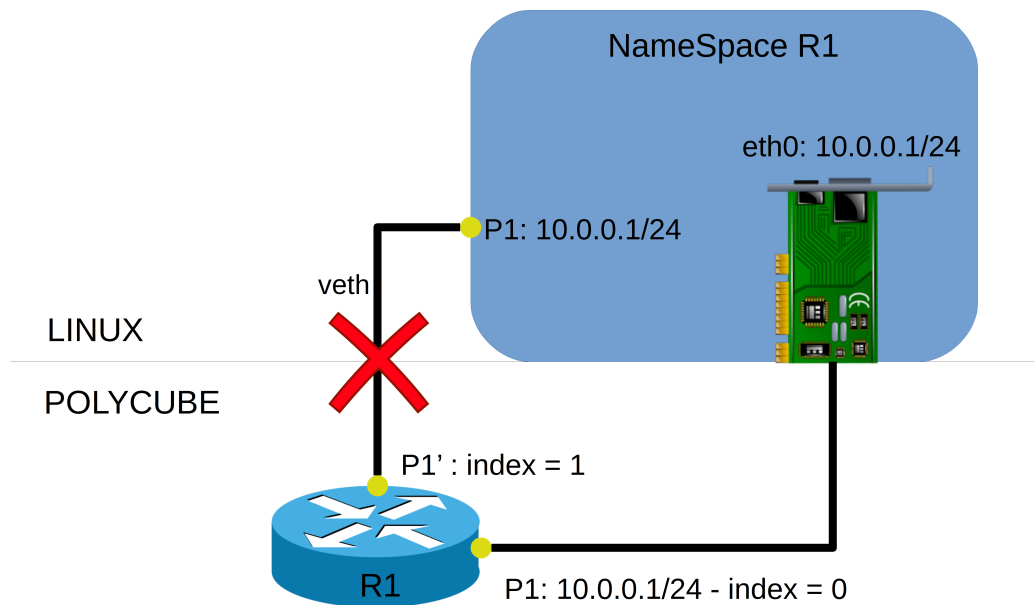 NameSpace R1
eth0: 10.0.0.1/24
P1: 10.0.0.1/24
veth
LINUX
POLYCUBE
P1’ : index = 1
R1
P1: 10.0.0.1/24 - index = 0